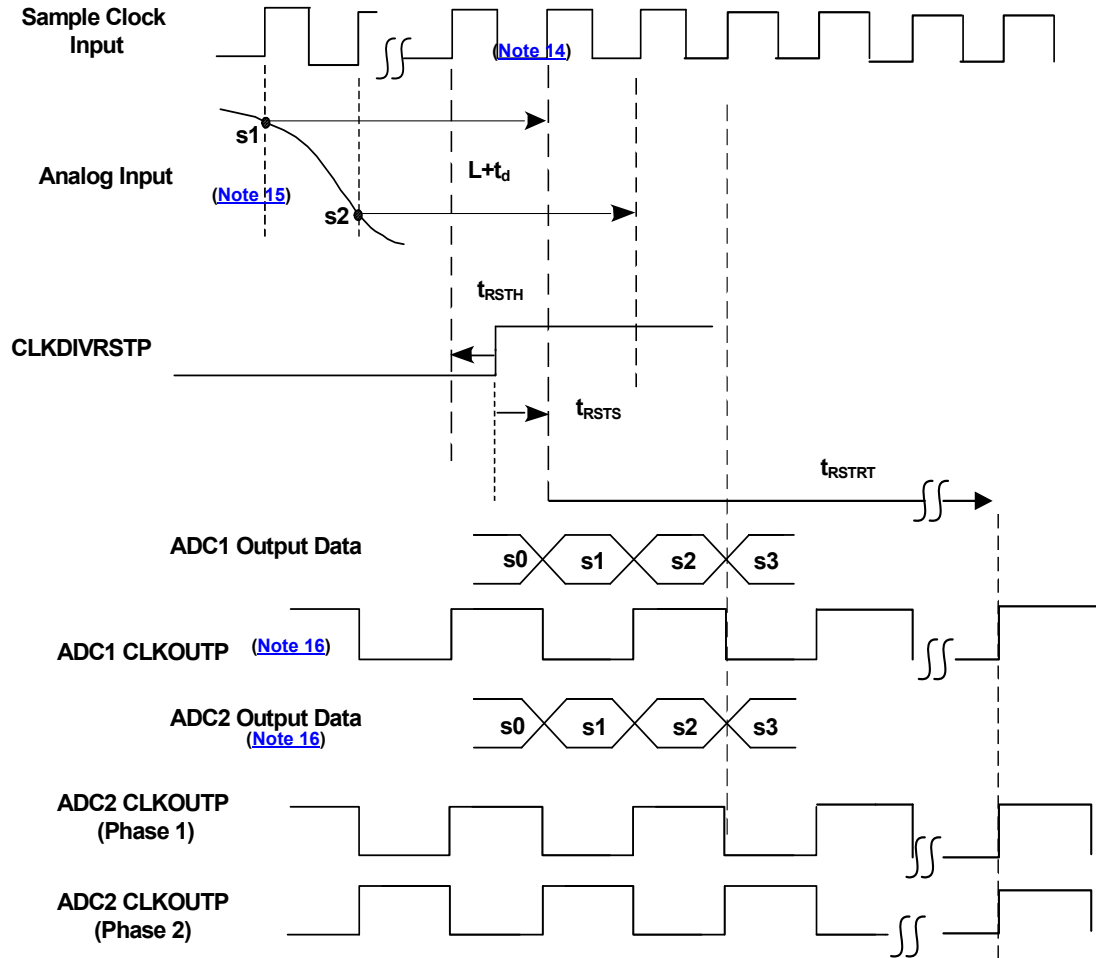 Sample Clock
Input
(Note 14)
s1
L+td
Analog Input
(Note 15)
s2
tRSTH
CLKDIVRSTP
tRSTS
tRSTRT
ADC1 Output Data
s0 s1 s2 s3
ADC1 CLKOUTP (Note 16)
ADC2 Output Data
(Note 16)
s0 s1 s2 s3
ADC2 CLKOUTP
(Phase 1)
ADC2 CLKOUTP
(Phase 2)